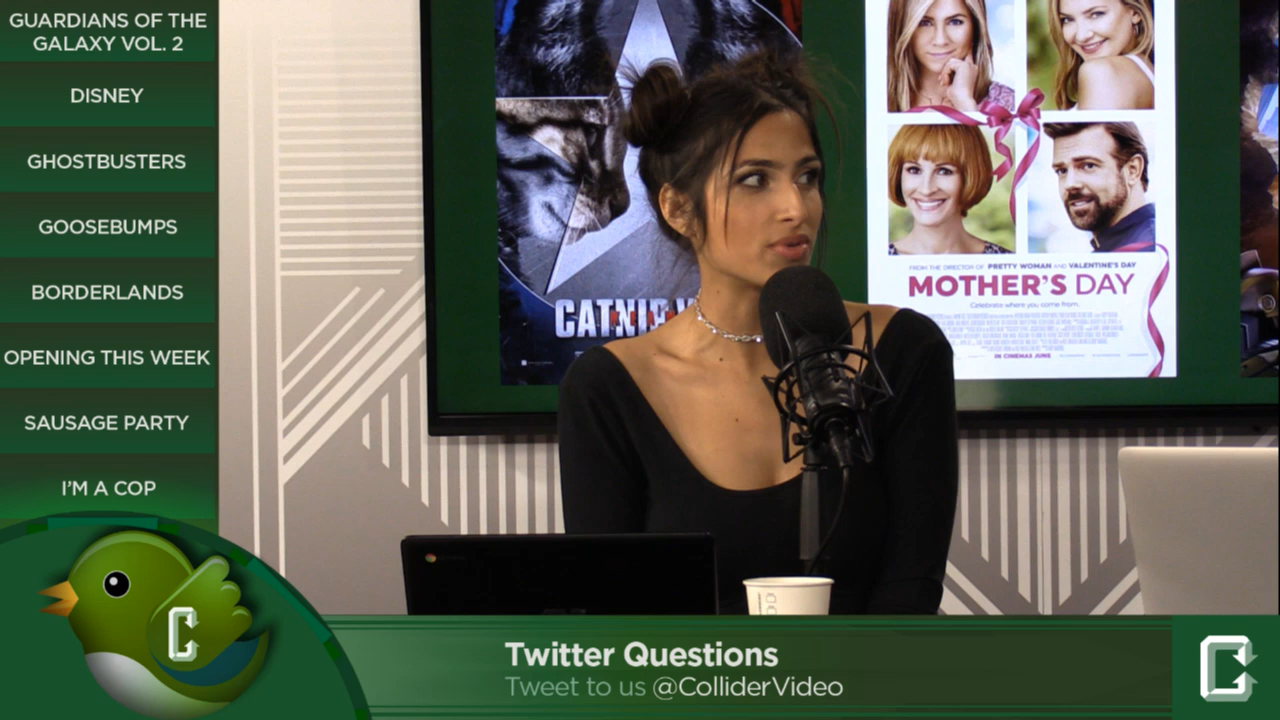 GUARDIANS OF THE
GALAXY VOL. 2
DISNEY
GHOSTBUSTERS
GOOSEBUMPS
BORDERLANDS
OPENING THIS WEEK
SAUSAGE PARTY
I'M A COP
CATNIP
FROM THE DIRECTOR OF PRETTY WOMAN AND VALENTINE'S DAY
MOTHER'S DAY
Celebrate where you come from.
IN CINEMAS JUNE
C
Twitter Questions
Tweet to us @ColliderVideo
C